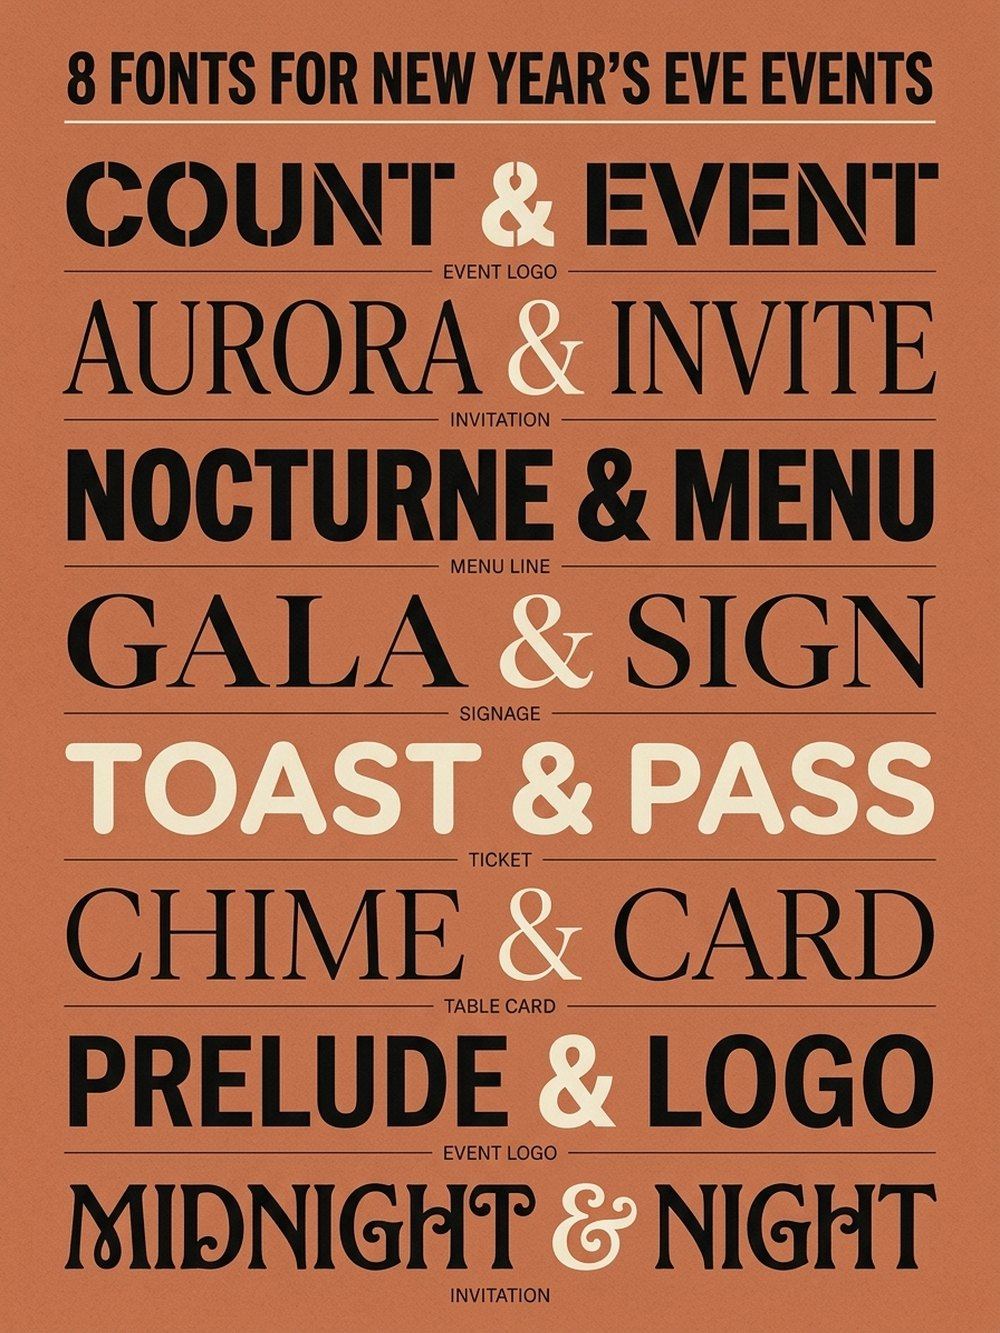 8 FONTS FOR NEW YEAR’S EVE EVENTS
COUNT & EVENT
EVENT LOGO
AURORA & INVITE
INVITATION
NOCTURNE & MENU
MENU LINE
GALA & SIGN
SIGNAGE
TOAST & PASS
TICKET
CHIME & CARD
TABLE CARD
PRELUDE & LOGO
EVENT LOGO
MIDNIGHT & NIGHT
INVITATION